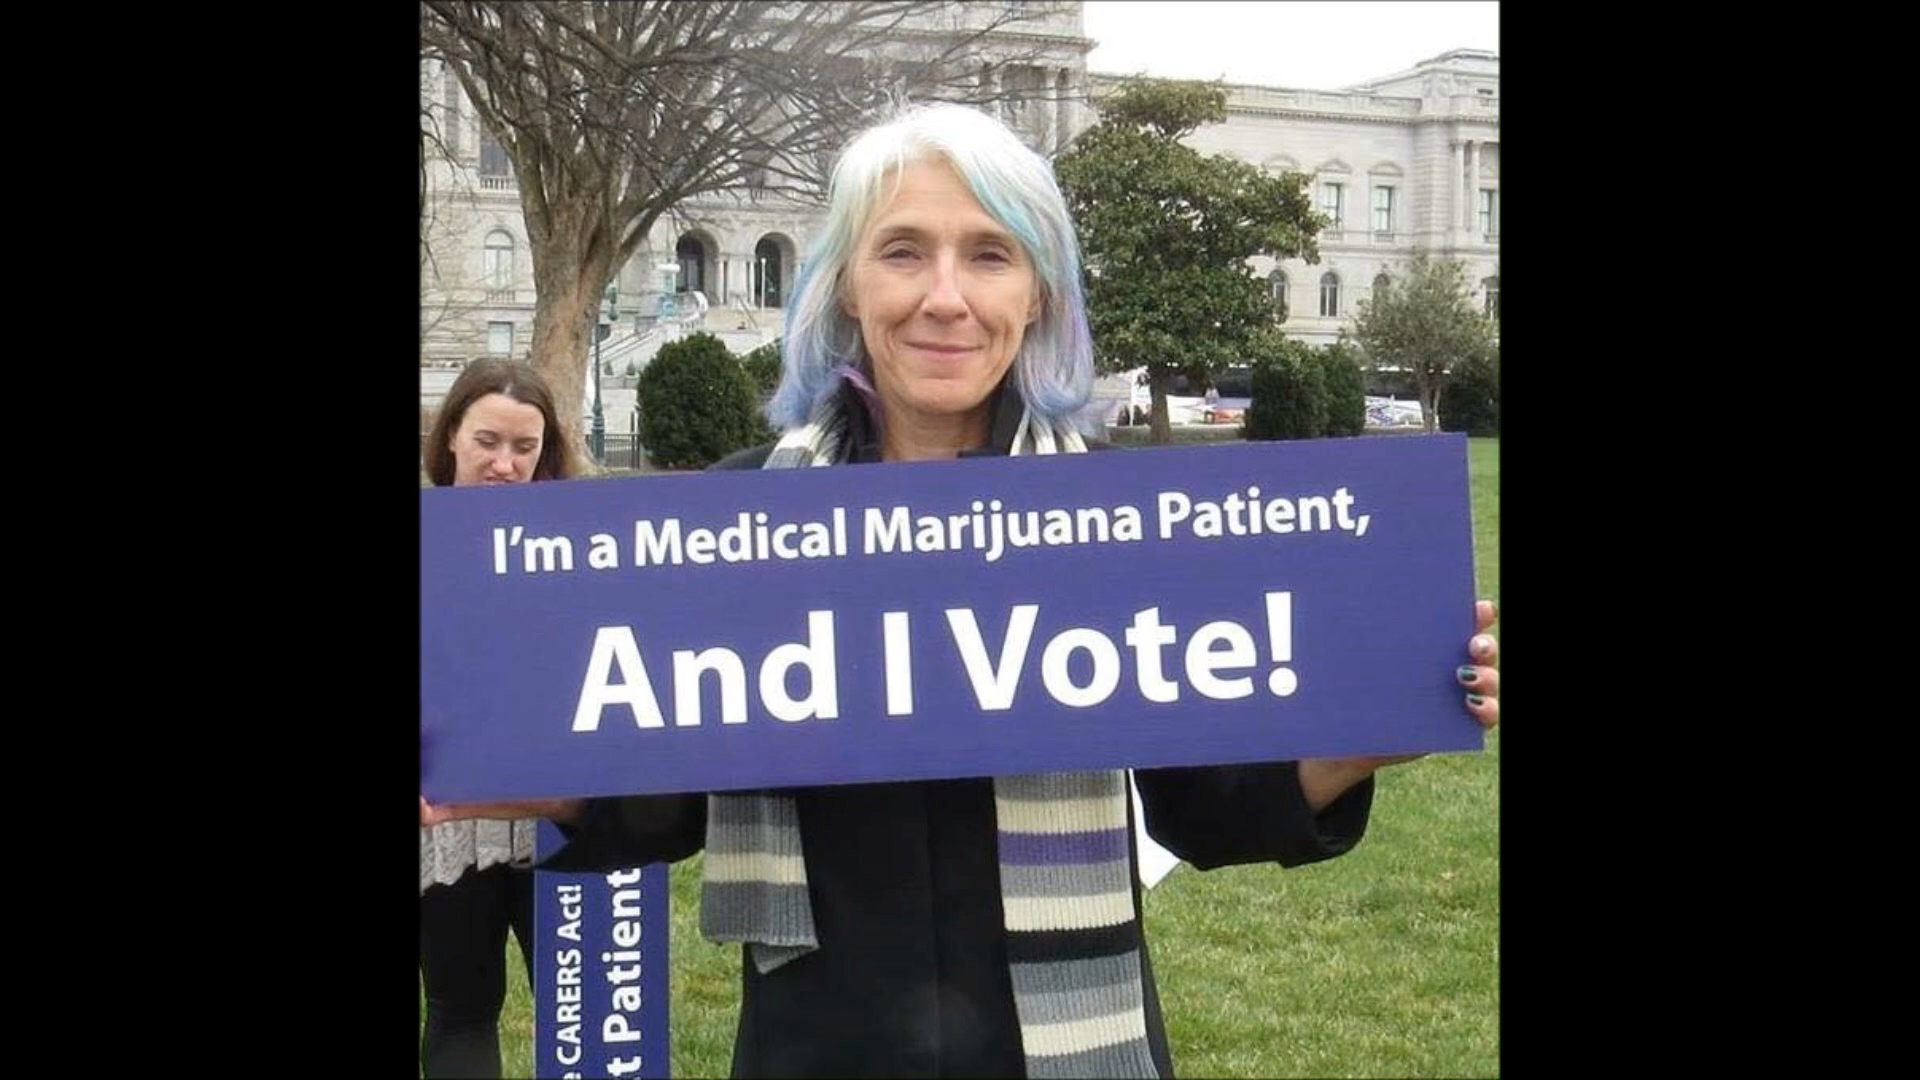 I'm a Medical Marijuana Patient,
And I Vote!
CARERS Act!
Patient